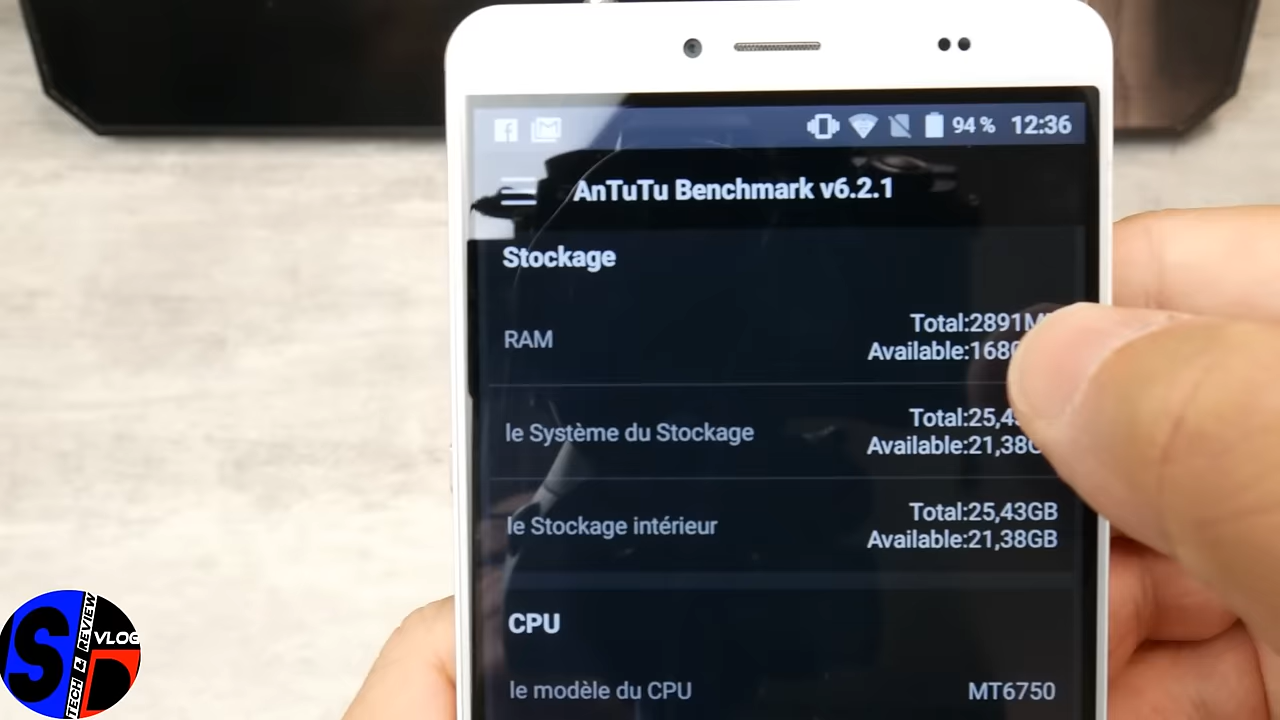 94 % 12:36
AnTuTu Benchmark v6.2.1
Stockage
Total:2891M
RAM
Available:168
Total:25,4
le Système du Stockage
Available:21,38
Total:25,43GB
le Stockage intérieur
Available:21,38GB
CPU
le modèle du CPU MT6750
SD
TECH & REVIEW
VLOG